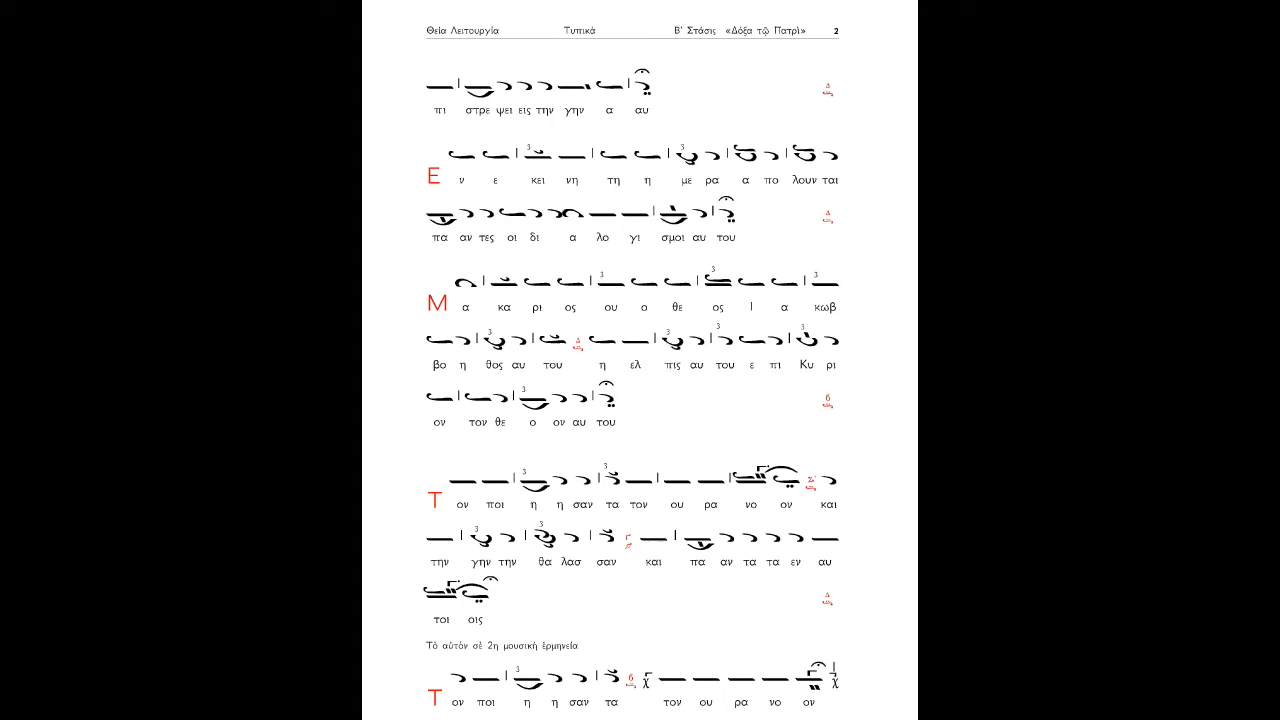 Θεία Λειτουργία Τυπικὰ Β' Στάσις «Δόξα τῷ Πατρὶ» 2
πι στρε ψει εις την γην α αυ
Ε ν ε κει νη τη η με ρα α πο λουν ται
πα αν τες οι δι α λο γι σμοι αυ του
Μ α κα ρι ος ου ο θε ος Ι α κωβ
βο η θος αυ του η ελ πις αυ του ε πι Κυ ρι
ον τον θε ο ον αυ του
Τ ον ποι η η σαν τα τον ου ρα νο ον και
την γην την θα λασ σαν και πα αν τα τα εν αυ
τοι οις
Τὸ αὐτόν σὲ 2η μουσικὴ ἑρμηνεία
Τ ον ποι η η σαν τα τον ου ρα νο ον